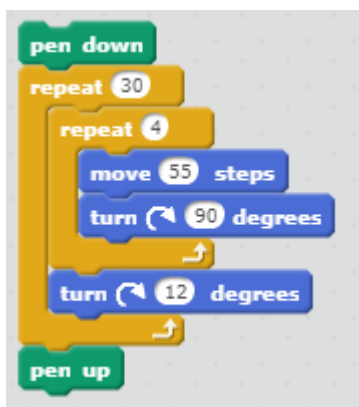 pen down
repeat 30
repeat 4
move 55 steps
turn 90 degrees
turn 12 degrees
pen up